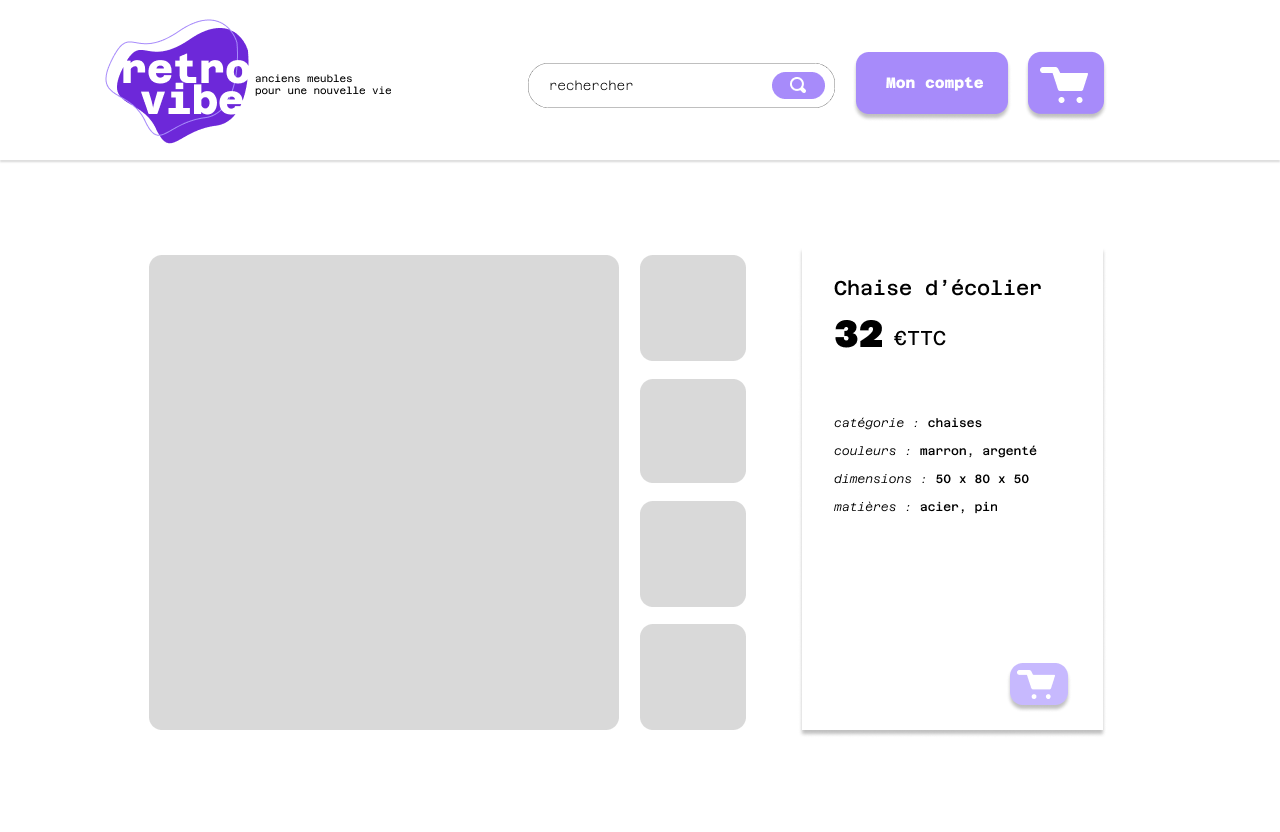 retro
vibe
anciens meubles
pour une nouvelle vie
rechercher
Mon compte
Chaise d’écolier
32 €TTC
catégorie : chaises
couleurs : marron, argenté
dimensions : 50 x 80 x 50
matières : acier, pin